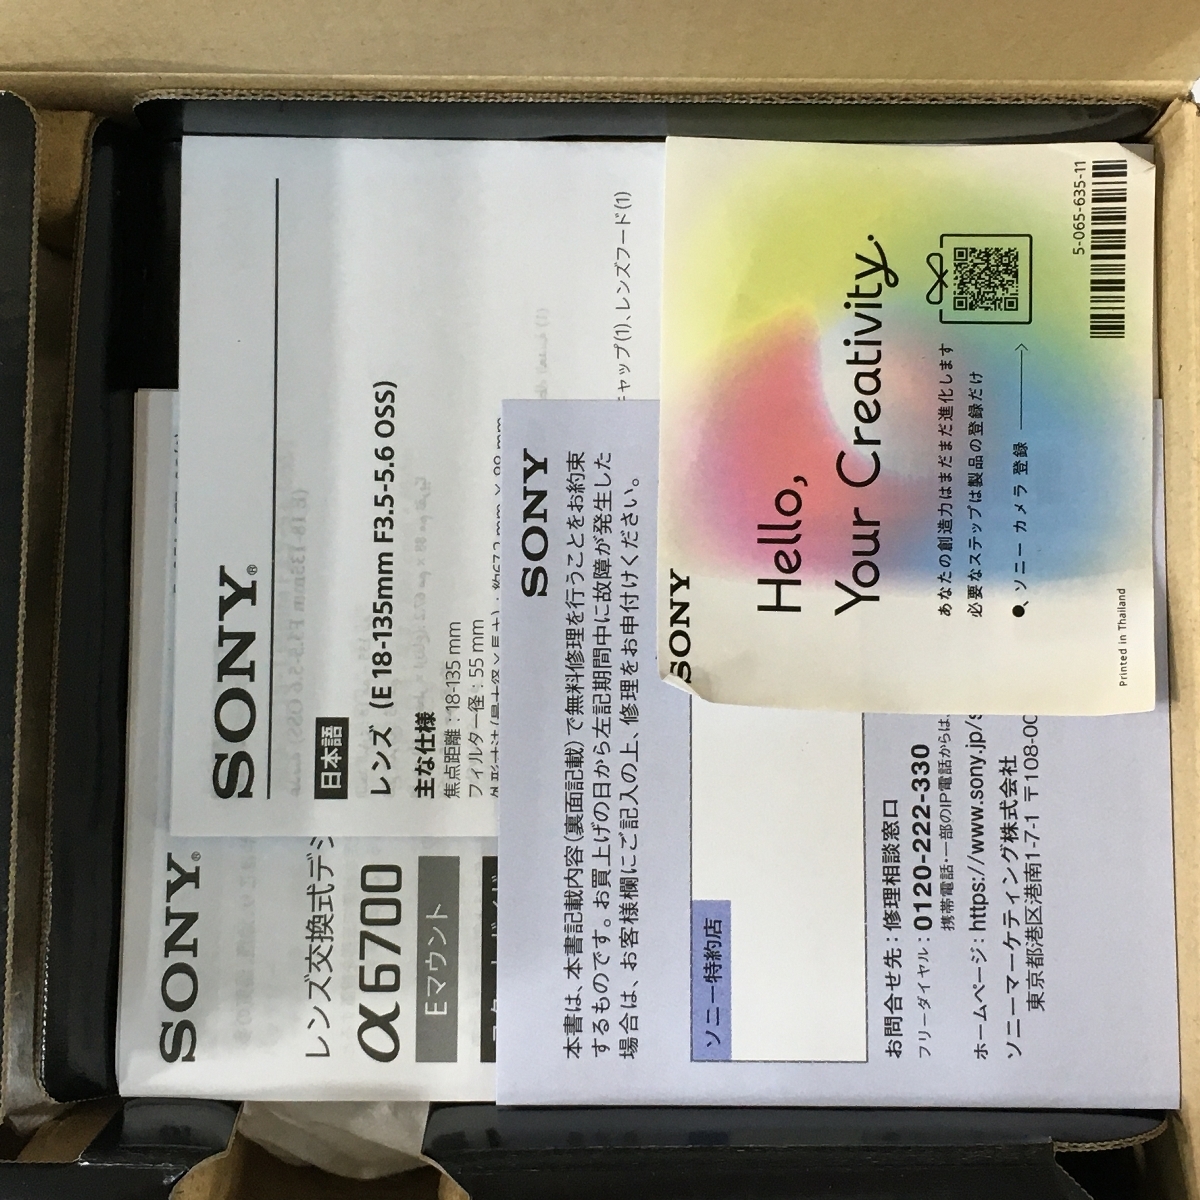 SONY®
日本語
レンズ (E 18-135mm F3.5-5.6 OSS)
主な仕様
焦点距離:18-135 mm
フィルター径:55 mm
キャップ(1)、レンズフード(1)
SONY®
レンズ交換式デジ
α6700
Eマウント
SONY
本書は、本書記載内容(裏面記載)で無料修理を行うことをお約束
するものです。お買上げの日から左記期間中に故障が発生した
場合は、お客様欄にご記入の上、修理をお申付けください。
ソニー特約店
お問合せ先:修理相談窓口
フリーダイヤル:0120-222-330
携帯電話・一部のIP電話からは、
ホームページ:https://www.sony.jp/s
ソニーマーケティング株式会社
東京都港区港南1-7-1 〒108-00
SONY
Hello,
Your Creativity.
あなたの創造力はまだまだ進化します
必要なステップは製品の登録だけ
ソニー カメラ 登録
5-065-635-11
Printed in Thailand